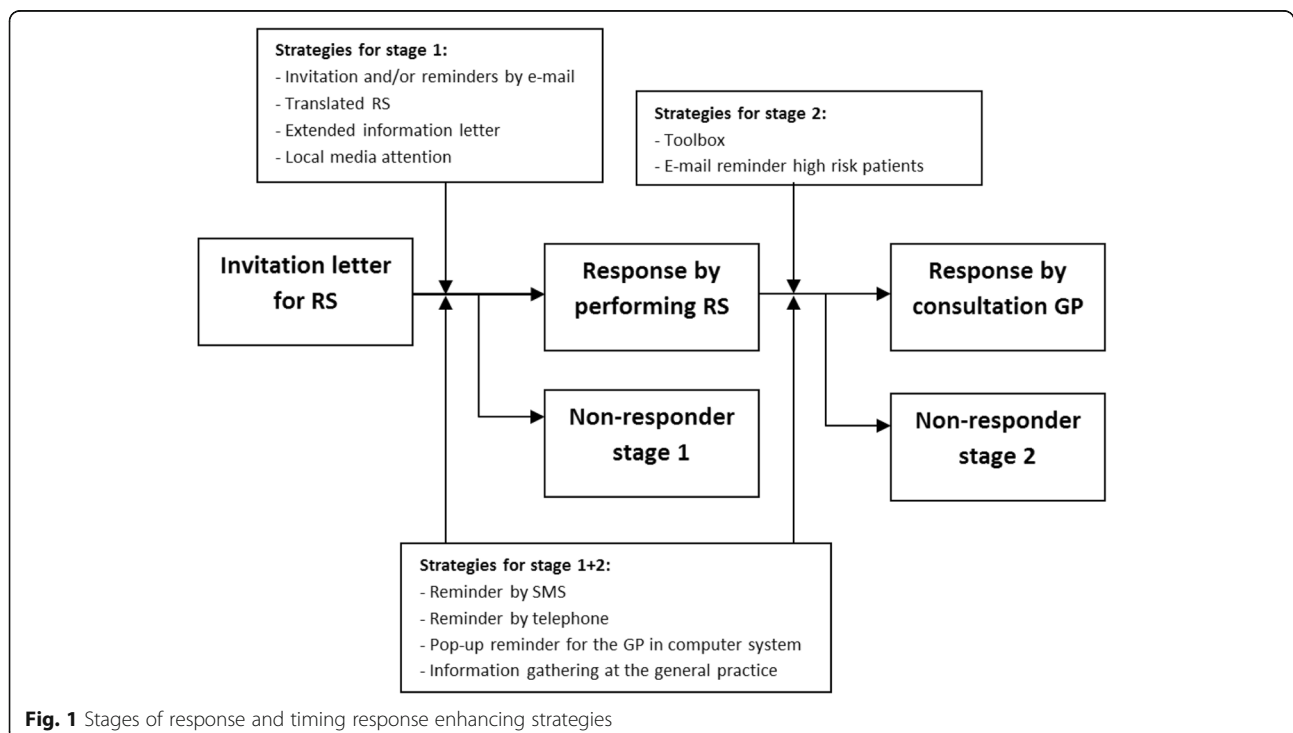 Strategies for stage 1:
- Invitation and/or reminders by e-mail
- Translated RS
- Extended information letter
- Local media attention
Strategies for stage 2:
- Toolbox
- E-mail reminder high risk patients
Invitation letter
for RS
Response by
performing RS
Response by
consultation GP
Non-responder
stage 1
Non-responder
stage 2
Strategies for stage 1+2:
- Reminder by SMS
- Reminder by telephone
- Pop-up reminder for the GP in computer system
- Information gathering at the general practice
Fig. 1 Stages of response and timing response enhancing strategies